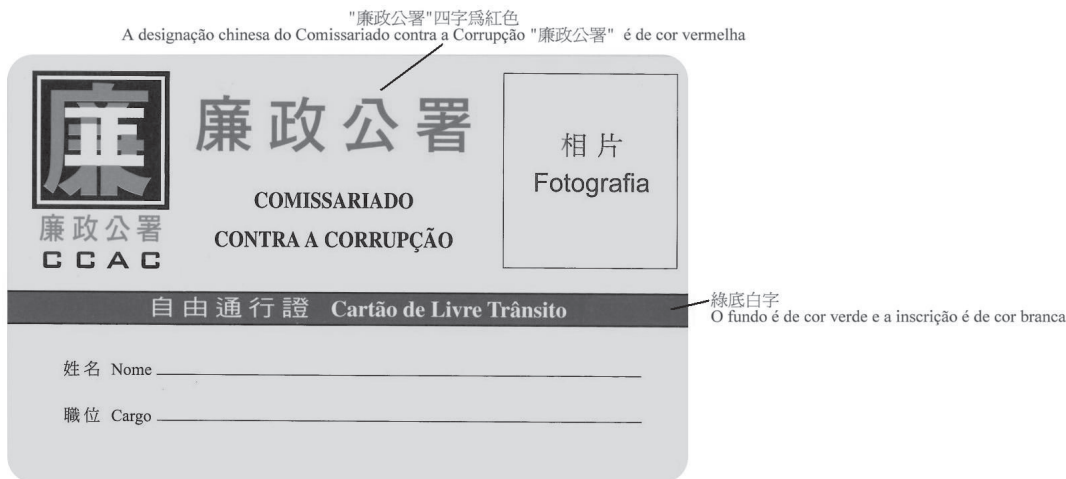 "廉政公署"四字爲紅色
A designação chinesa do Comissariado contra a Corrupção "廉政公署" é de cor vermelha
廉
廉政公署
CCAC
廉政公署
COMISSARIADO
CONTRA A CORRUPÇÃO
相片
Fotografia
自由通行證 Cartão de Livre Trânsito
綠底白字
O fundo é de cor verde e a inscrição é de cor branca
姓名 Nome
職位 Cargo